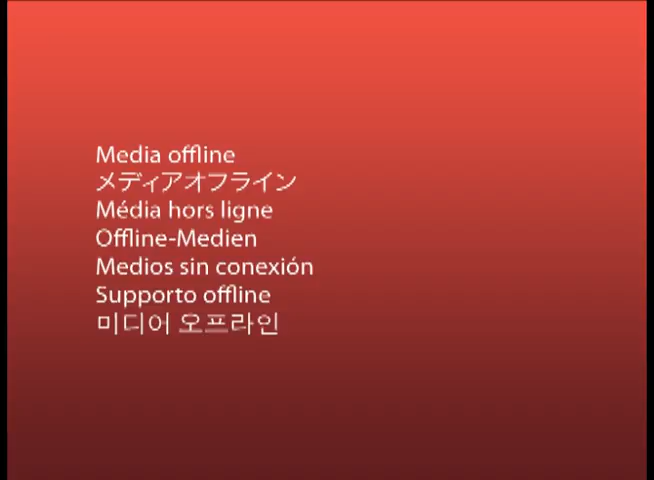 Media offline
メディアオフライン
Média hors ligne
Offline-Medien
Medios sin conexión
Supporto offline
미디어 오프라인